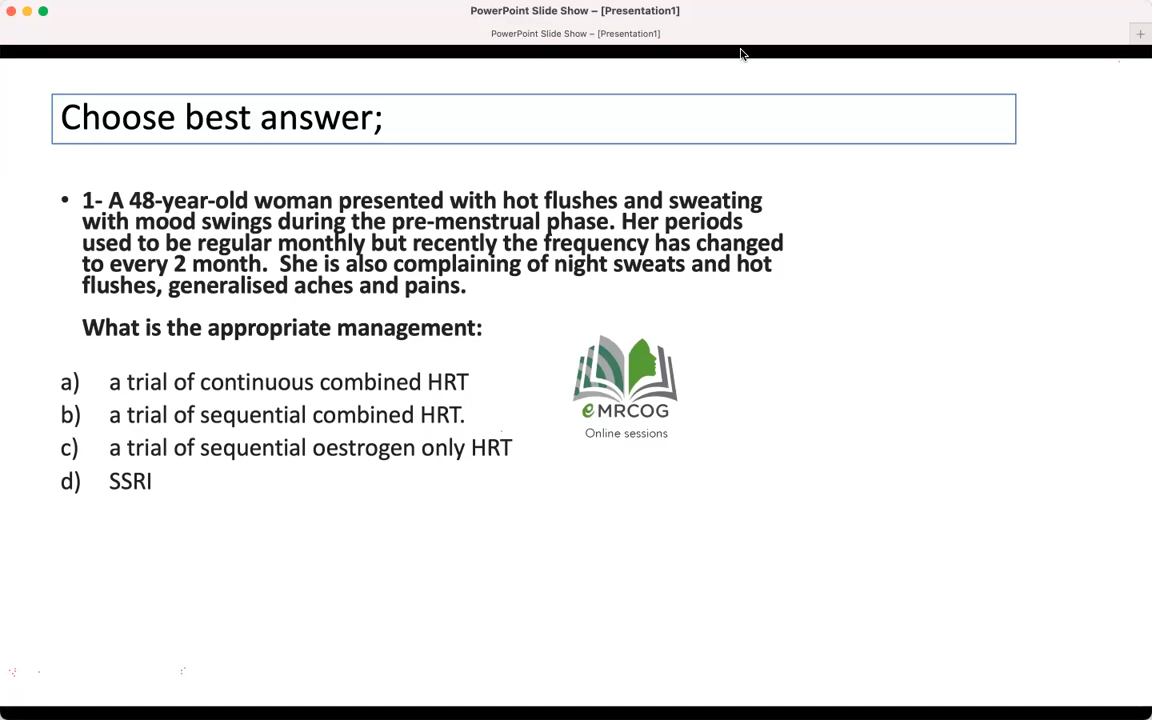 PowerPoint Slide Show – [Presentation1]
PowerPoint Slide Show – [Presentation1]
Choose best answer;
• 1- A 48-year-old woman presented with hot flushes and sweating
with mood swings during the pre-menstrual phase. Her periods
used to be regular monthly but recently the frequency has changed
to every 2 month.  She is also complaining of night sweats and hot
flushes, generalised aches and pains.
What is the appropriate management:
a) a trial of continuous combined HRT
b) a trial of sequential combined HRT.
c) a trial of sequential oestrogen only HRT
d) SSRI
eMRCOG
Online sessions